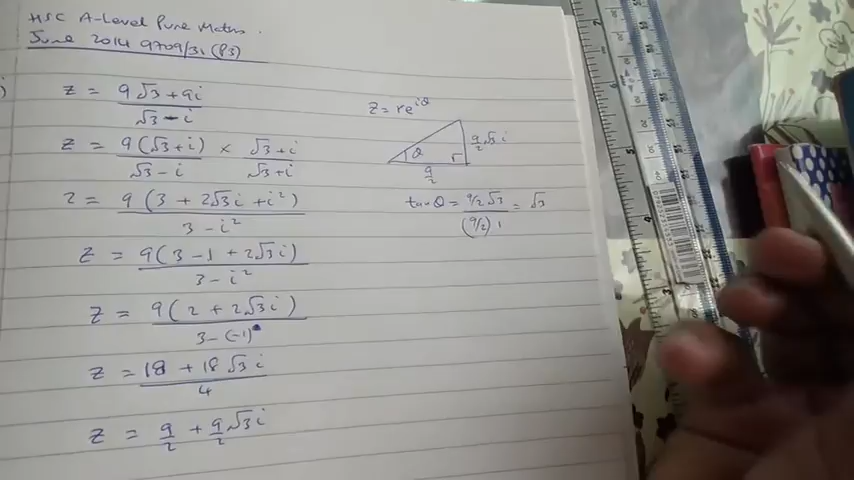 HSC A-Level Pure Maths.
June 2014 9709/31 (P3)
z = 9√3+9i / √3-i
z = 9(√3+i) / √3-i × √3+i / √3+i
z = 9(3+2√3i+i²) / 3-i²
z = 9(3-1+2√3i) / 3-i²
z = 9(2+2√3i) / 3-(-1)
z = 18+18√3i / 4
z = 9/2 + 9/2√3i
z=re^iθ
θ
9/2√3i
9/2
tanθ = 9/2√3 / (9/2)1 = √3